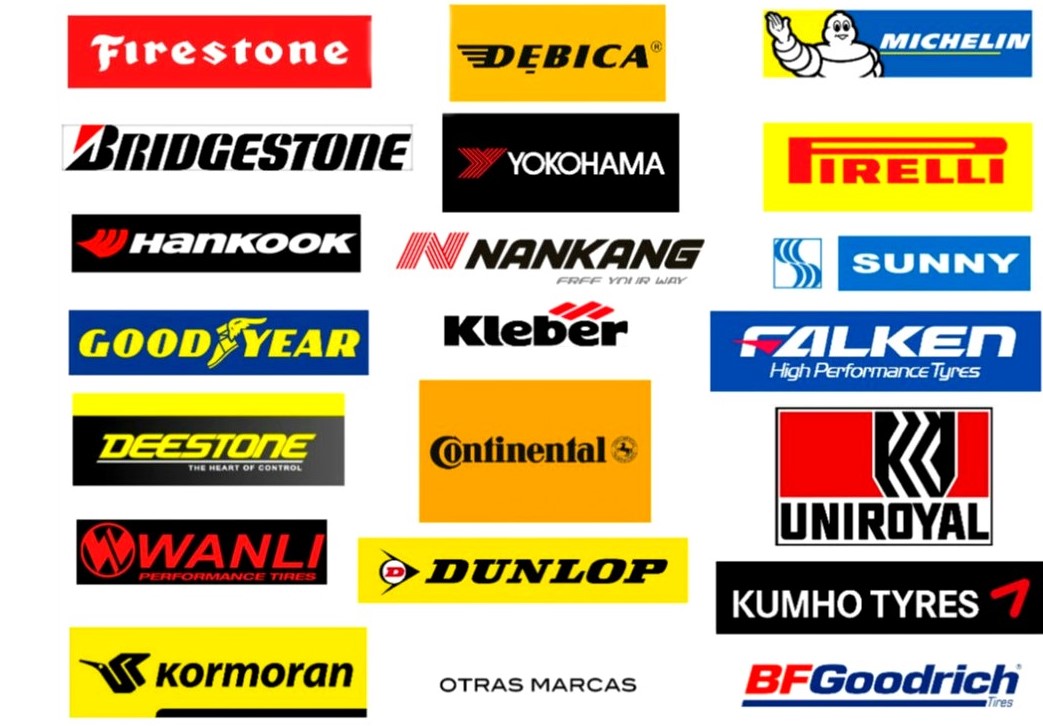 Firestone
DĘBICA®
MICHELIN
BRIDGESTONE
YOKOHAMA
PIRELLI
HANKOOK
NANKANG
FREE YOUR WAY
SUNNY
GOODYEAR
Kleber
FALKEN
High Performance Tyres
DEESTONE
THE HEART OF CONTROL
Continental
UNIROYAL
WANLI
PERFORMANCE TIRES
D DUNLOP
KUMHO TYRES
kormoran
OTRAS MARCAS
BFGoodrich®
Tires